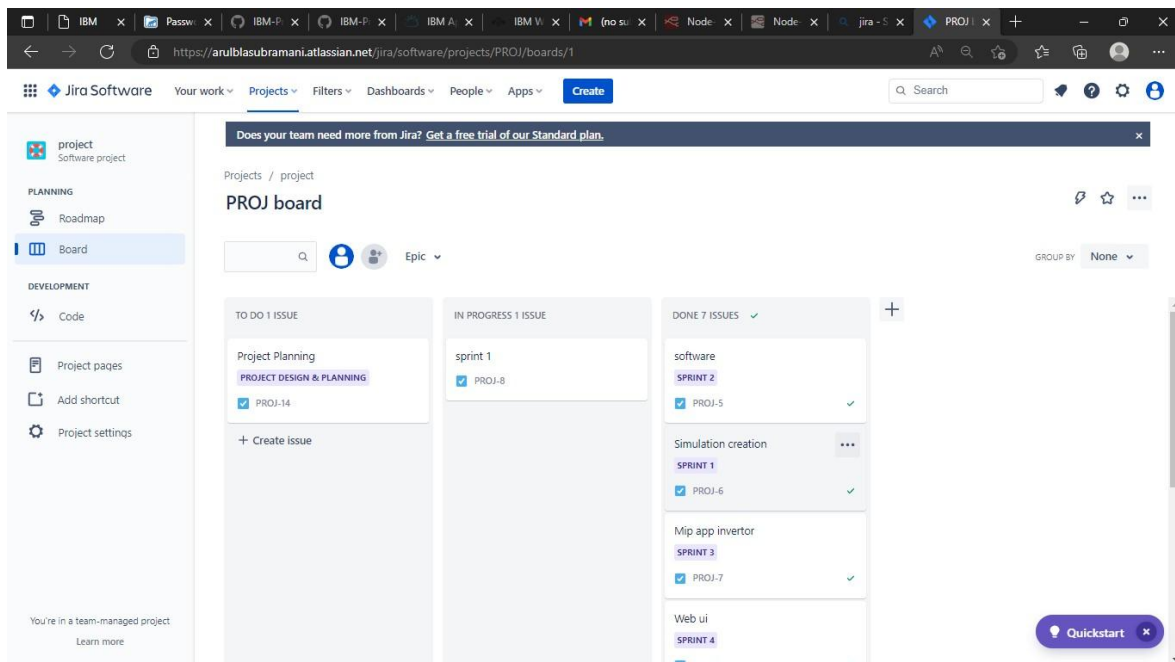 IBM
Passw
IBM-P
IBM-P
IBM A
IBM W
(no su
Node-
Node-
jira - S
PROJ
https://arulblasubramani.atlassian.net/jira/software/projects/PROJ/boards/1
Jira Software
Your work
Projects
Filters
Dashboards
People
Apps
Create
Search
Does your team need more from Jira? Get a free trial of our Standard plan.
project
Software project
Projects / project
PROJ board
PLANNING
Roadmap
Board
DEVELOPMENT
Code
Project pages
Add shortcut
Project settings
Epic
GROUP BY None
TO DO 1 ISSUE
Project Planning
PROJECT DESIGN & PLANNING
PROJ-14
+ Create issue
IN PROGRESS 1 ISSUE
sprint 1
PROJ-8
DONE 7 ISSUES
software
SPRINT 2
PROJ-5
Simulation creation
SPRINT 1
PROJ-6
Mip app invertor
SPRINT 3
PROJ-7
Web ui
SPRINT 4
You're in a team-managed project
Learn more
Quickstart